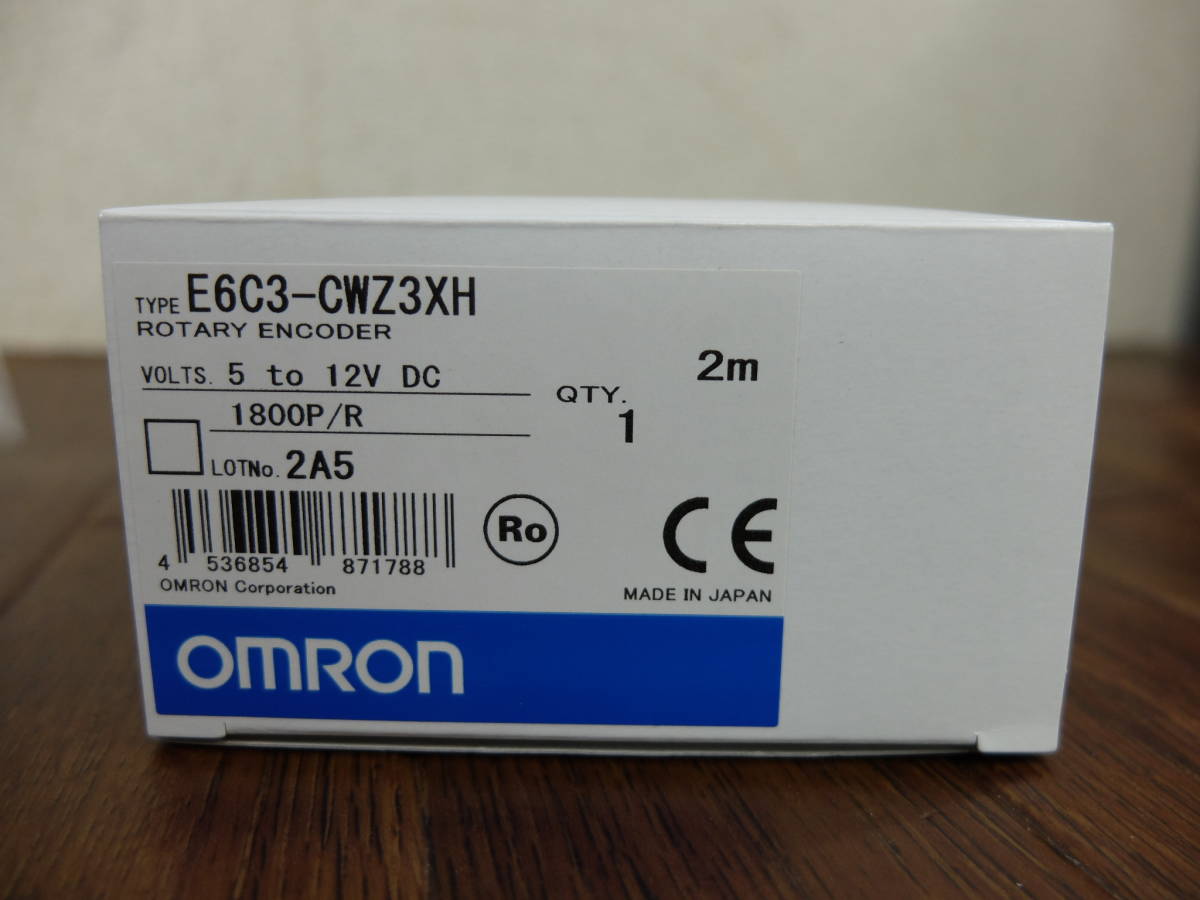 TYPE E6C3-CWZ3XH
ROTARY ENCODER
VOLTS. 5 to 12V DC
2m
QTY.
1
1800P/R
LOTNo. 2A5
4 536854 871788
Ro
CE
OMRON Corporation
MADE IN JAPAN
OMRON